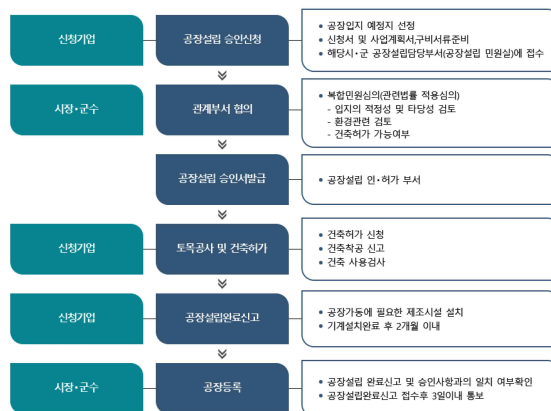 신청기업
공장설립 승인신청
• 공장입지 예정지 선정
• 신청서 및 사업계획서,구비서류준비
• 해당시·군 공장설립담당부서(공장설립 민원실)에 접수
시장·군수
관계부서 협의
• 복합민원심의(관련법률 적용심의)
- 입지의 적정성 및 타당성 검토
- 환경관련 검토
- 건축허가 가능여부
공장설립 승인서발급
• 공장설립 인·허가 부서
신청기업
토목공사 및 건축허가
• 건축허가 신청
• 건축착공 신고
• 건축 사용검사
신청기업
공장설립완료신고
• 공장가동에 필요한 제조시설 설치
• 기계설치완료 후 2개월 이내
시장·군수
공장등록
• 공장설립 완료신고 및 승인사항과의 일치 여부확인
• 공장설립완료신고 접수후 3일이내 통보